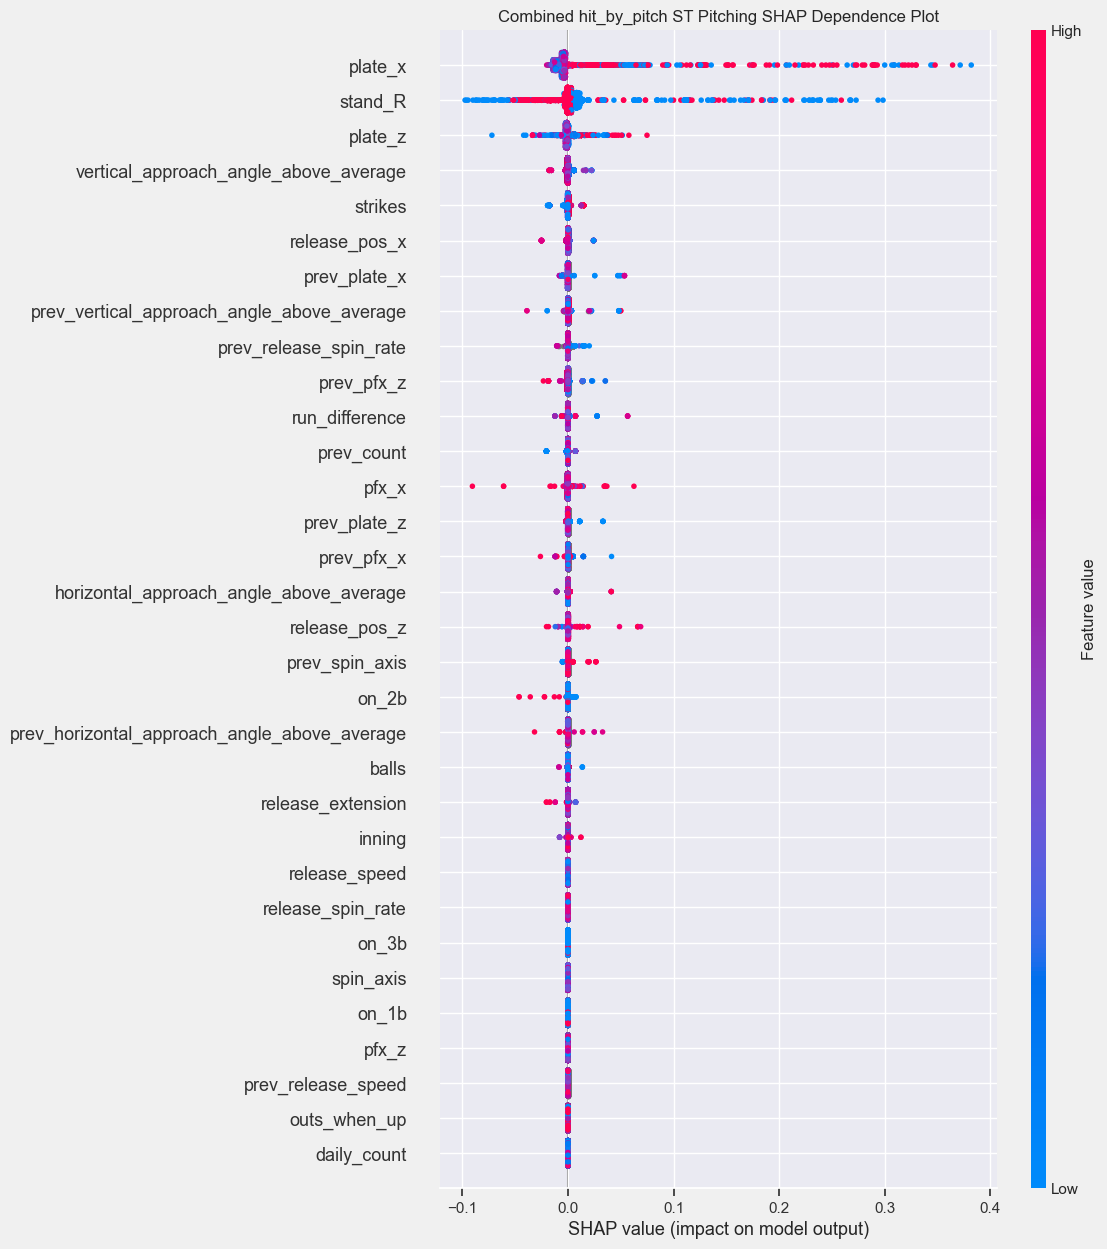 Combined hit_by_pitch ST Pitching SHAP Dependence Plot
High
plate_x
stand_R
plate_z
vertical_approach_angle_above_average
strikes
release_pos_x
prev_plate_x
prev_vertical_approach_angle_above_average
prev_release_spin_rate
prev_pfx_z
run_difference
prev_count
pfx_x
prev_plate_z
prev_pfx_x
horizontal_approach_angle_above_average
release_pos_z
prev_spin_axis
on_2b
prev_horizontal_approach_angle_above_average
balls
release_extension
inning
release_speed
release_spin_rate
on_3b
spin_axis
on_1b
pfx_z
prev_release_speed
outs_when_up
daily_count
Feature value
Low
−0.1 0.0 0.1 0.2 0.3 0.4
SHAP value (impact on model output)